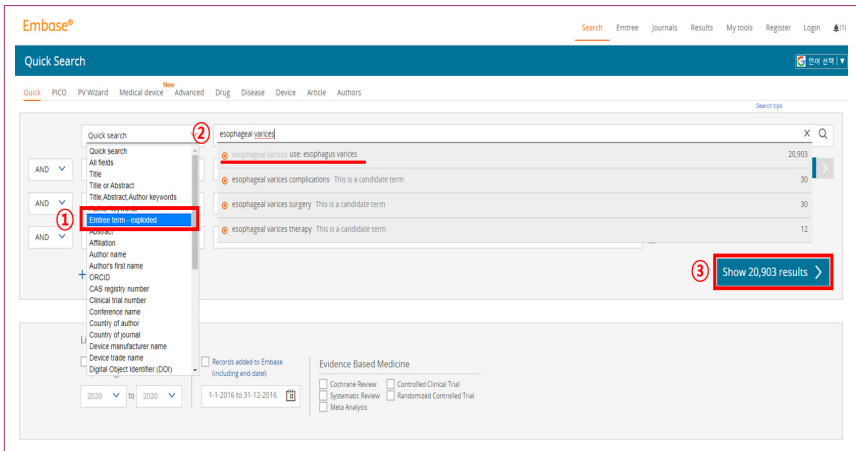 Embase®
Search Emtree Journals Results My tools Register Login (1)
Quick Search
G 언어 선택 | ▼
New
Quick PICO PV Wizard Medical device Advanced Drug Disease Device Article Authors
Search tips
Quick search ② esophageal varices X
Quick search esophageal varices use: esophagus varices 20,903
All fields
AND Title esophageal varices complications This is a candidate term 30
Title or Abstract
Title,Abstract,Author keywords
AND Author keywords esophageal varices surgery This is a candidate term 30
① Emtree term - exploded
AND Abstract esophageal varices therapy This is a candidate term 12
Affiliation
Author name
Author's first name
+ ORCID ③ Show 20,903 results >
CAS registry number
Clinical trial number
Conference name
Country of author
Country of journal
Device manufacturer name
Device trade name
Digital Object Identifier (DOI)
Records added to Embase
(including end date):
Evidence Based Medicine
2020 to 2020 1-1-2016 to 31-12-2016
Cochrane Review Controlled Clinical Trial
Systematic Review Randomized Controlled Trial
Meta Analysis